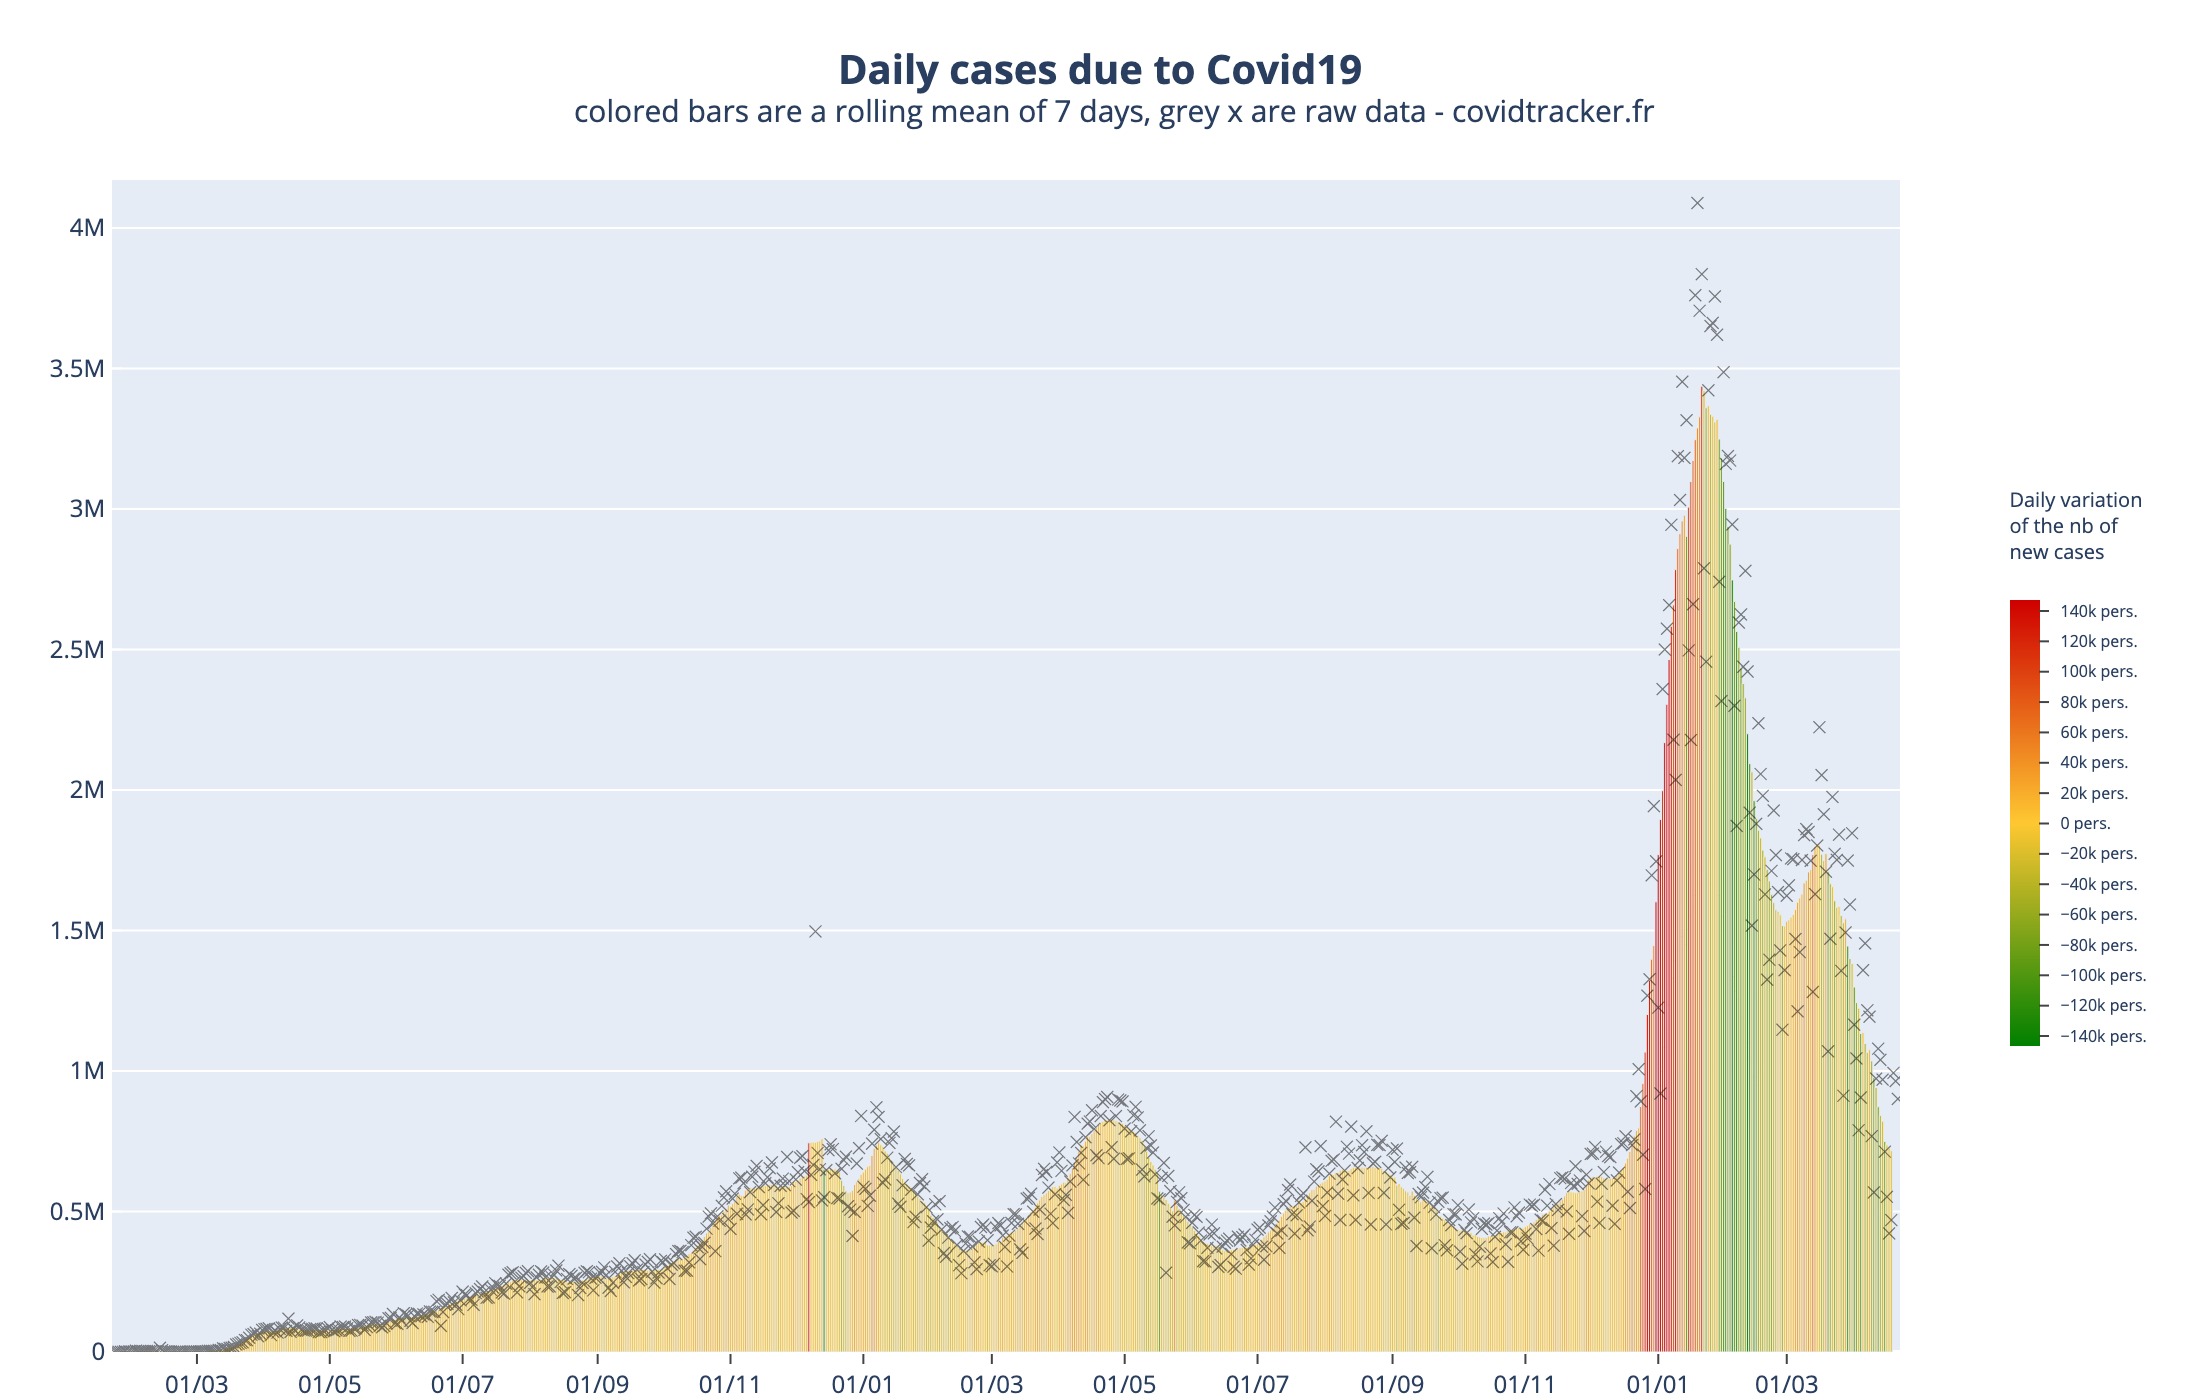 Daily cases due to Covid19
colored bars are a rolling mean of 7 days, grey x are raw data - covidtracker.fr
4M
3.5M
3M
2.5M
2M
1.5M
1M
0.5M
0
01/03
01/05
01/07
01/09
01/11
01/01
01/03
01/05
01/07
01/09
01/11
01/01
01/03
Daily variation
of the nb of
new cases
140k pers.
120k pers.
100k pers.
80k pers.
60k pers.
40k pers.
20k pers.
0 pers.
−20k pers.
−40k pers.
−60k pers.
−80k pers.
−100k pers.
−120k pers.
−140k pers.